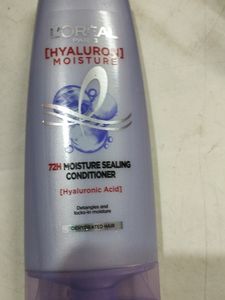 L'ORÉAL
PARIS
[HYALURON]
MOISTURE
72H MOISTURE SEALING
CONDITIONER
[Hyaluronic Acid]
Detangles and
locks-in moisture
DEHYDRATED HAIR